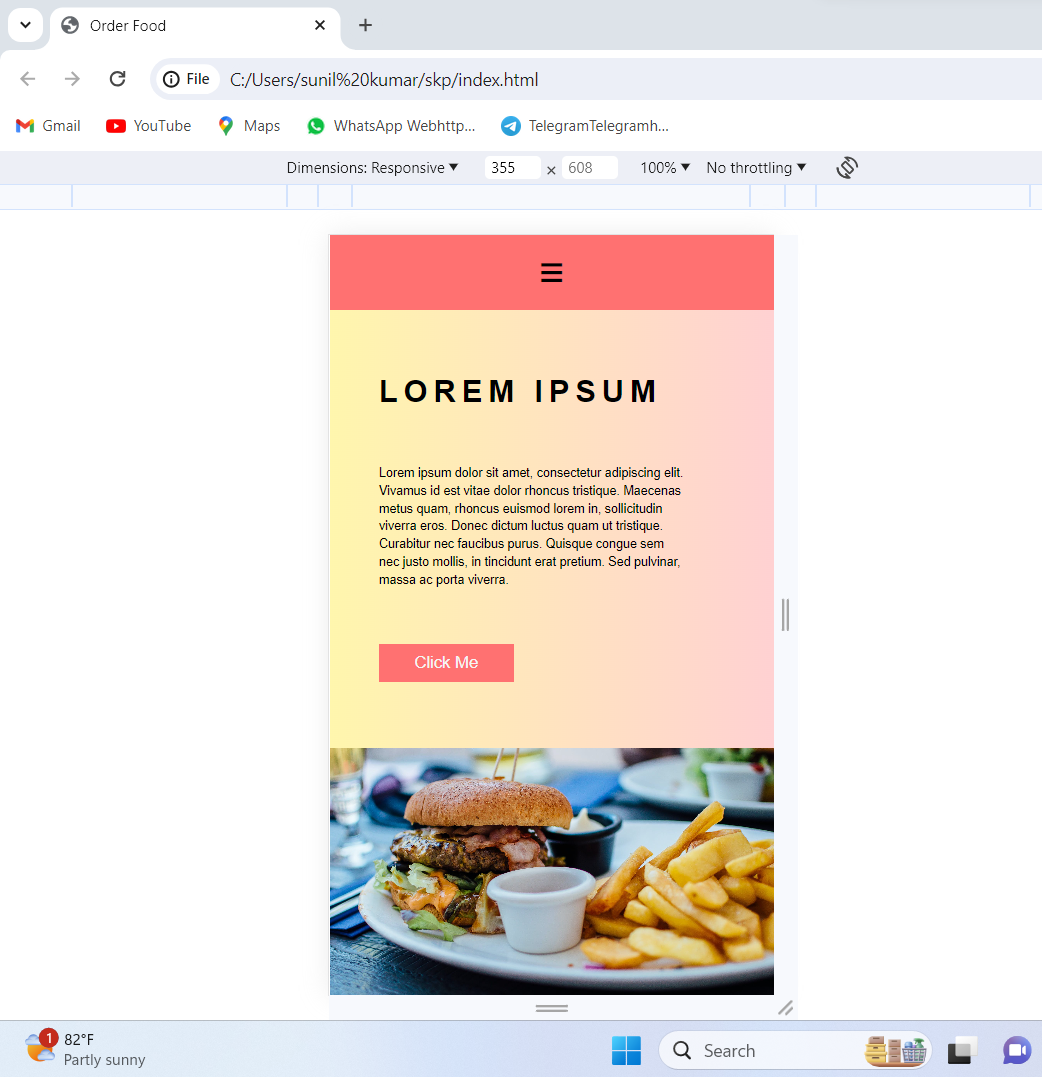 Order Food
File C:/Users/sunil%20kumar/skp/index.html
Gmail YouTube Maps WhatsApp Webhttp... TelegramTelegramh...
Dimensions: Responsive 355 × 608 100% No throttling
LOREM IPSUM
Lorem ipsum dolor sit amet, consectetur adipiscing elit.
Vivamus id est vitae dolor rhoncus tristique. Maecenas
metus quam, rhoncus euismod lorem in, sollicitudin
viverra eros. Donec dictum luctus quam ut tristique.
Curabitur nec faucibus purus. Quisque congue sem
nec justo mollis, in tincidunt erat pretium. Sed pulvinar,
massa ac porta viverra.
Click Me
1 82°F
Partly sunny
Search